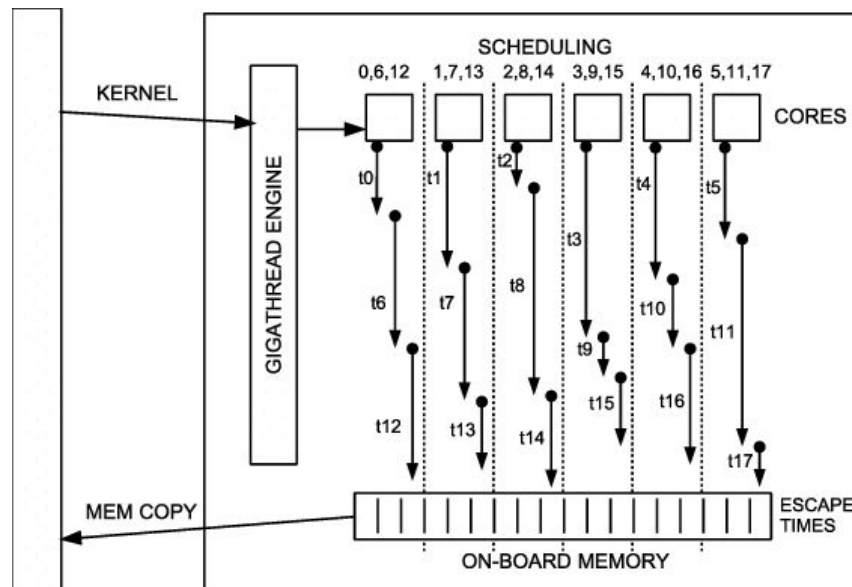 SCHEDULING
0,6,12 1,7,13 2,8,14 3,9,15 4,10,16 5,11,17
KERNEL
CORES
GIGATHREAD ENGINE
t0 t1 t2 t3 t4 t5
t6 t7 t8 t9 t10 t11
t12 t13 t14 t15 t16 t17
MEM COPY
ESCAPE
TIMES
ON-BOARD MEMORY